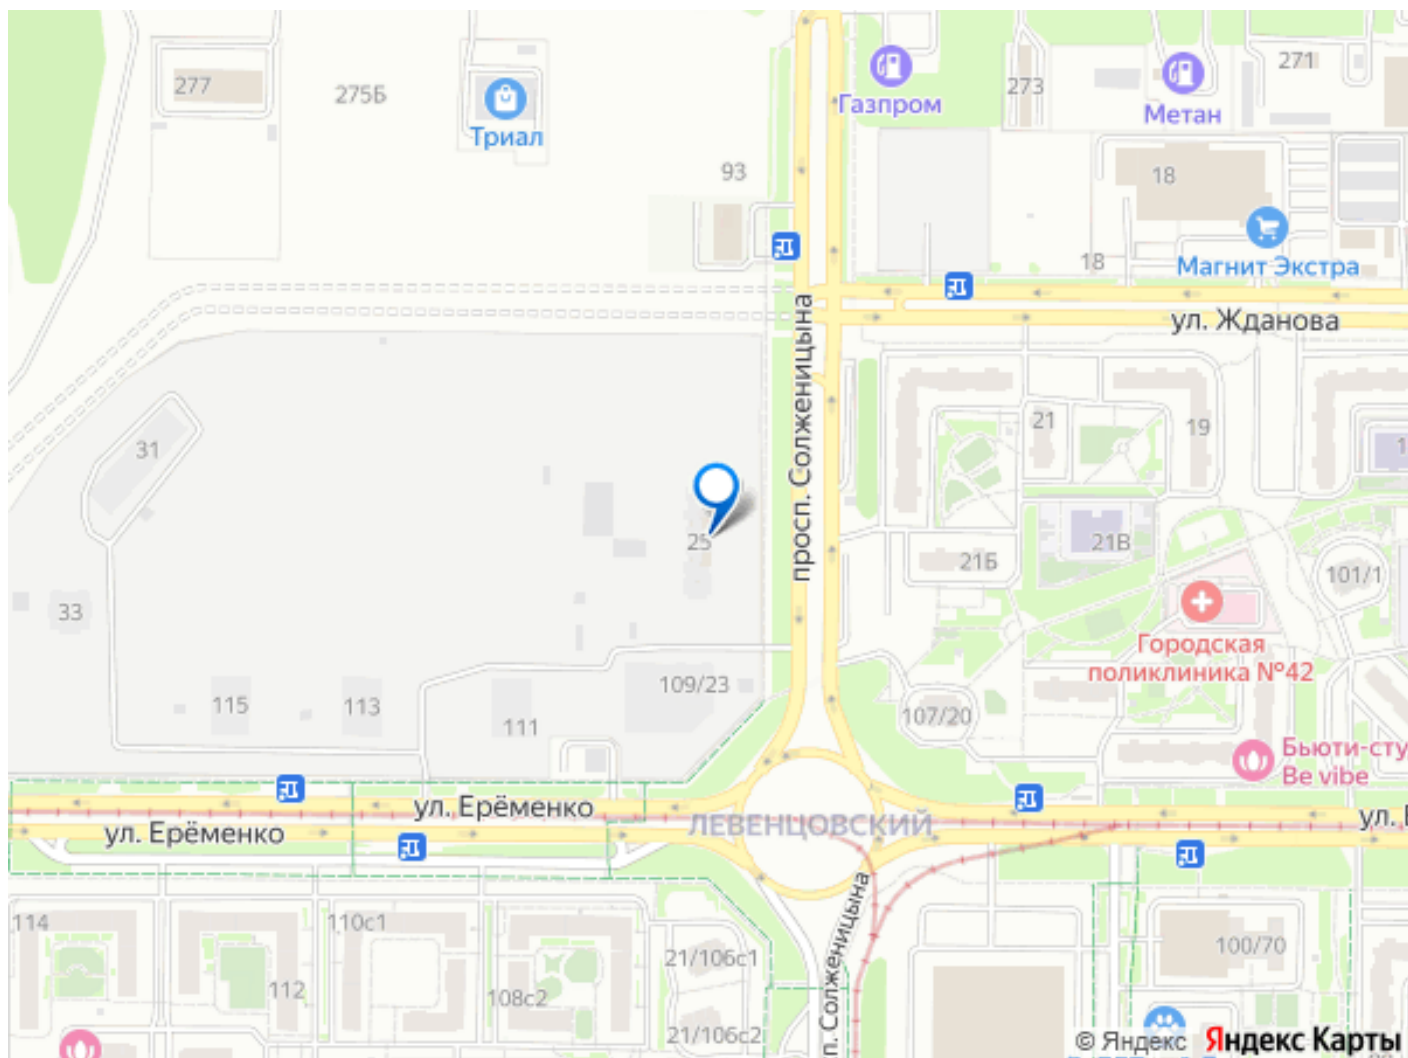 277
275Б
Триал
93
Газпром
273
Метан
271
18
Магнит Экстра
18
ул. Жданова
просп. Солженицына
31
25
33
115
113
111
109/23
21
19
21Б
21В
101/1
Городская
поликлиника №42
107/20
Бьюти-сту
Be vibe
ул. Ерёменко
ул. Ерёменко
ЛЕВЕНЦОВСКИЙ
ул.
114
112
110с1
108с2
21/106с1
21/106с2
Солженицына
п. Солженицына
100/70
© Яндекс Яндекс Карты